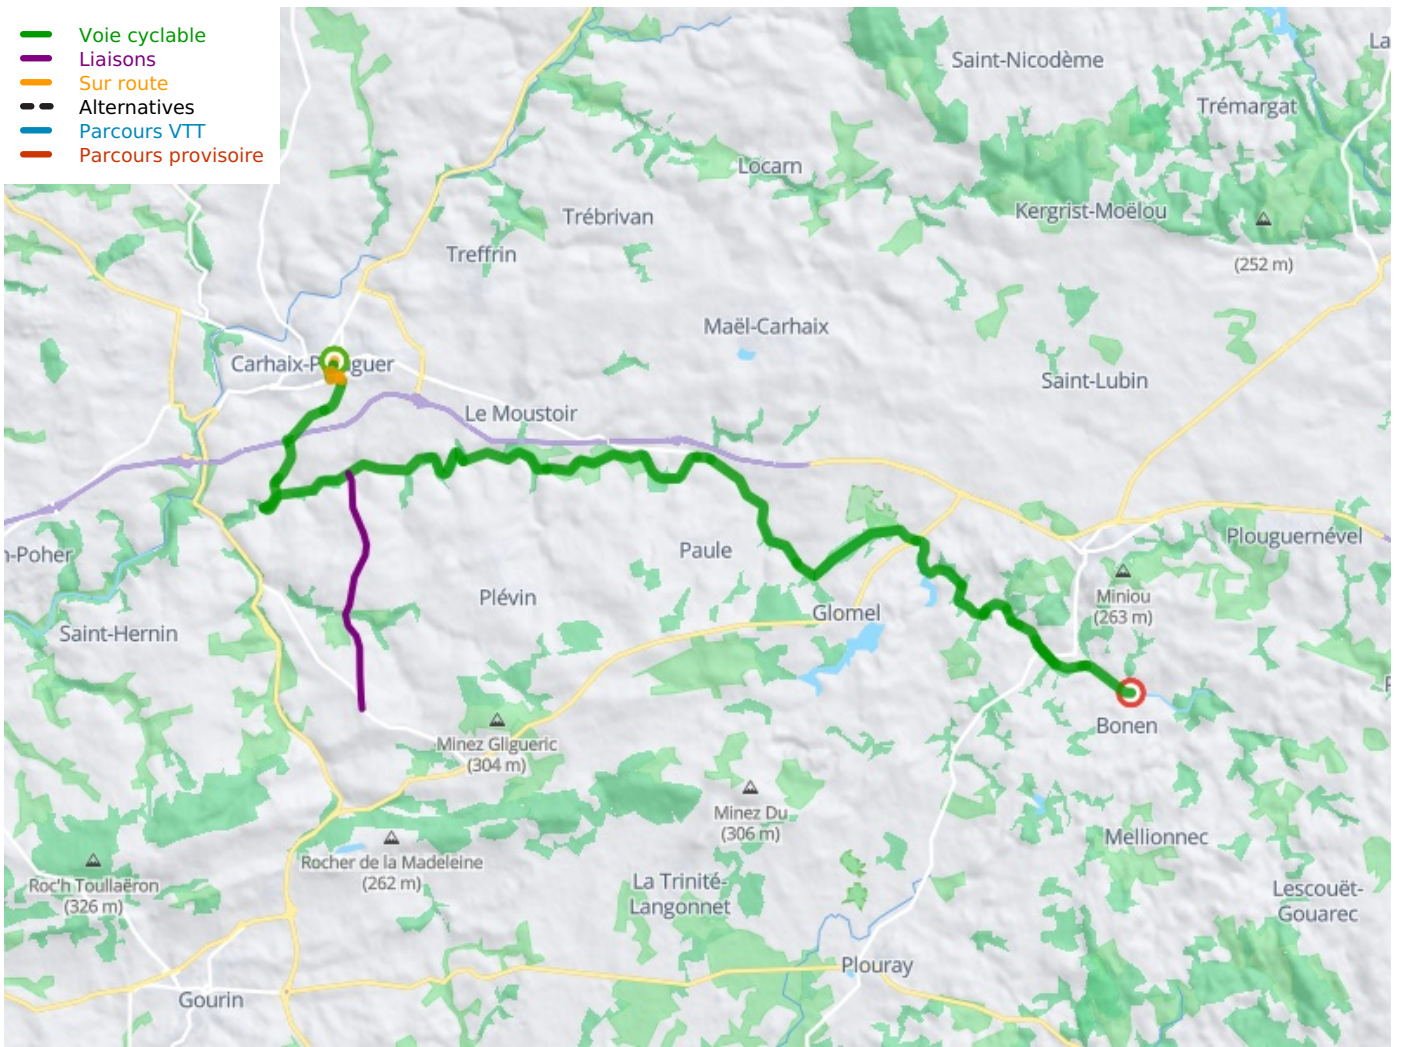 Voie cyclable
Liaisons
Sur route
Alternatives
Parcours VTT
Parcours provisoire
Saint-Nicodème
La
Trémargat
Locarn
Kergrist-Moëlou
Trébrivan
Treffrin
(252 m)
Maël-Carhaix
Carhaix-P guer
Saint-Lubin
Le Moustoir
Plouguernével
n-Poher
Paule
Plévin
Miniou
(263 m)
Glomel
Saint-Hernin
Bonen
Minez Gligueric
(304 m)
Minez Du
(306 m)
Mellionnec
Rocher de la Madeleine
(262 m)
Roc'h Toullaëron
(326 m)
La Trinité-
Langonnet
Lescouët-
Gouarec
Plouray
Gourin